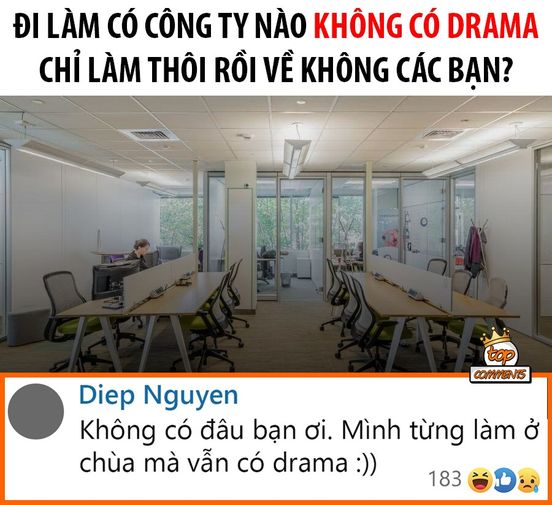 ĐI LÀM CÓ CÔNG TY NÀO KHÔNG CÓ DRAMA
CHỈ LÀM THÔI RỒI VỀ KHÔNG CÁC BẠN?
top
COMMENTS
Diep Nguyen
Không có đâu bạn ơi. Mình từng làm ở
chùa mà vẫn có drama :))
183